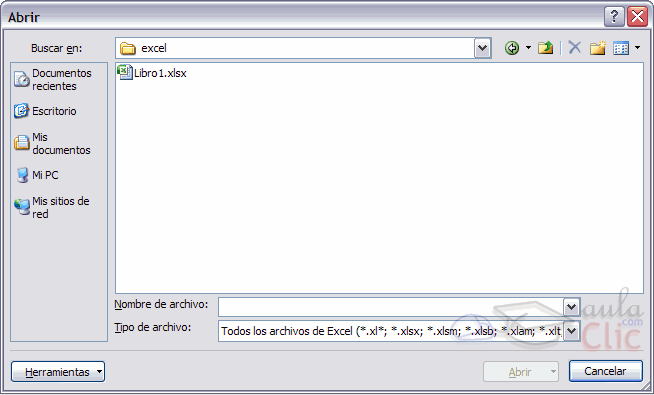 Abrir
Buscar en:
excel
Documentos
recientes
Escritorio
Mis
documentos
Mi PC
Mis sitios de
red
Libro1.xlsx
Nombre de archivo:
Tipo de archivo:
Todos los archivos de Excel (*.xl*; *.xlsx; *.xlsm; *.xlsb; *.xlam; *.xlt
aula
.com
Clic
Herramientas
Abrir
Cancelar